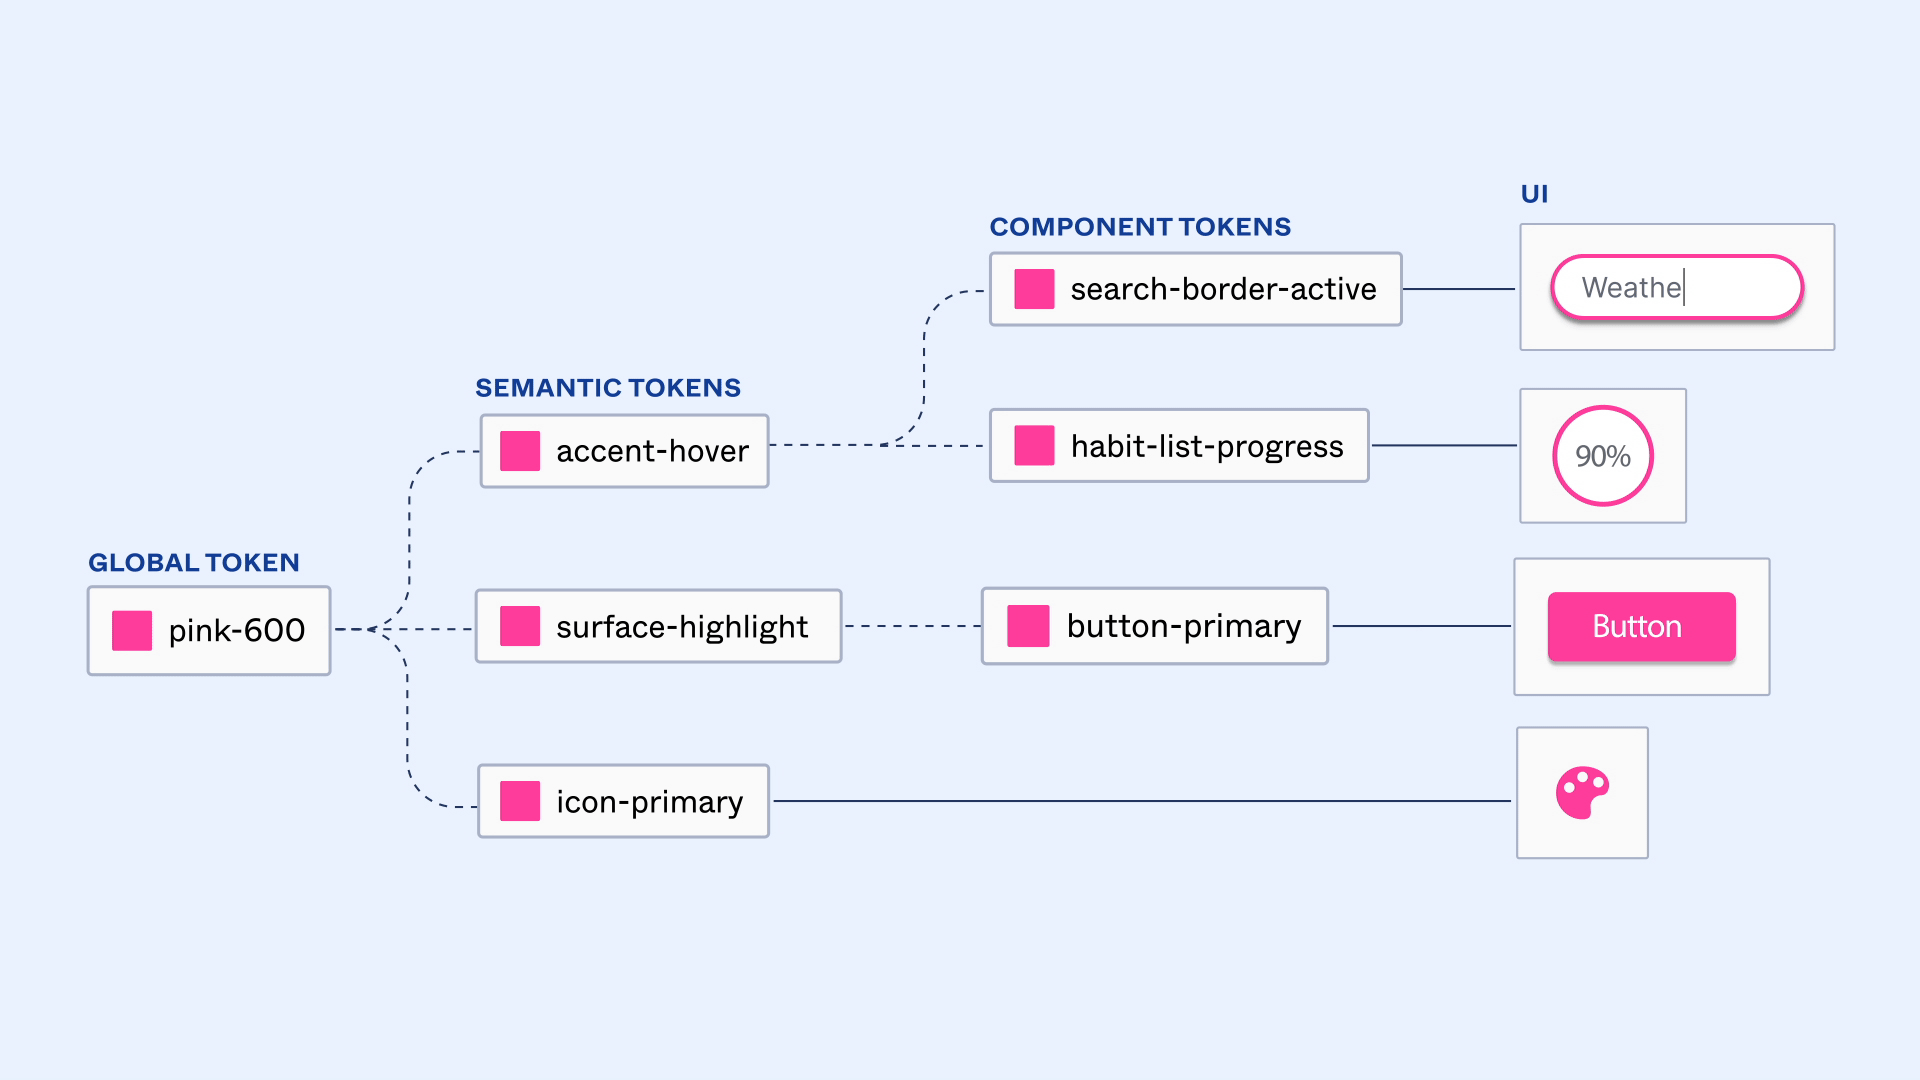 GLOBAL TOKEN
pink-600
SEMANTIC TOKENS
accent-hover
surface-highlight
icon-primary
COMPONENT TOKENS
search-border-active
habit-list-progress
button-primary
UI
Weathe
90%
Button